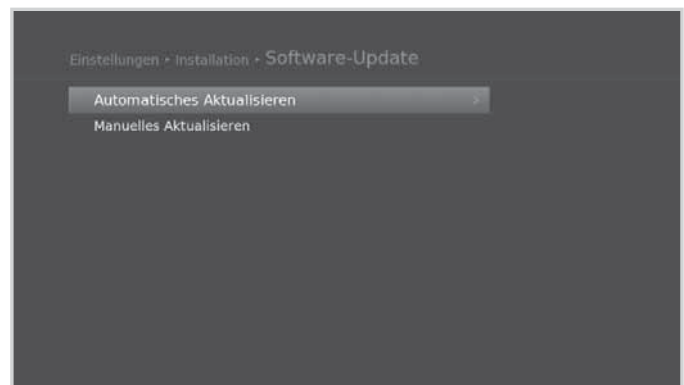 Einstellungen • Installation • Software-Update
Automatisches Aktualisieren >
Manuelles Aktualisieren